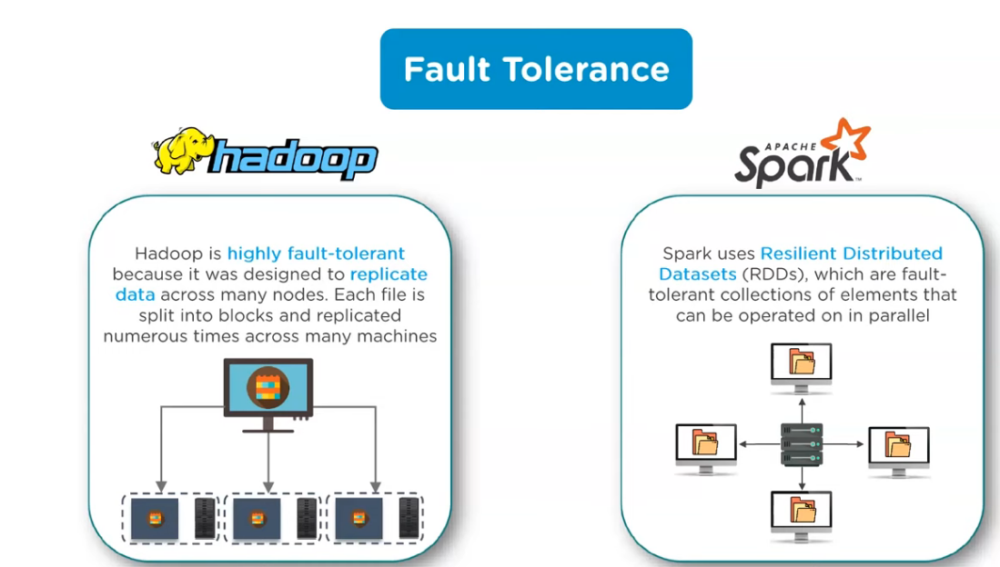 Fault Tolerance
hadoop
APACHE
Spark™
Hadoop is highly fault-tolerant
because it was designed to replicate
data across many nodes. Each file is
split into blocks and replicated
numerous times across many machines
Spark uses Resilient Distributed
Datasets (RDDs), which are fault-
tolerant collections of elements that
can be operated on in parallel